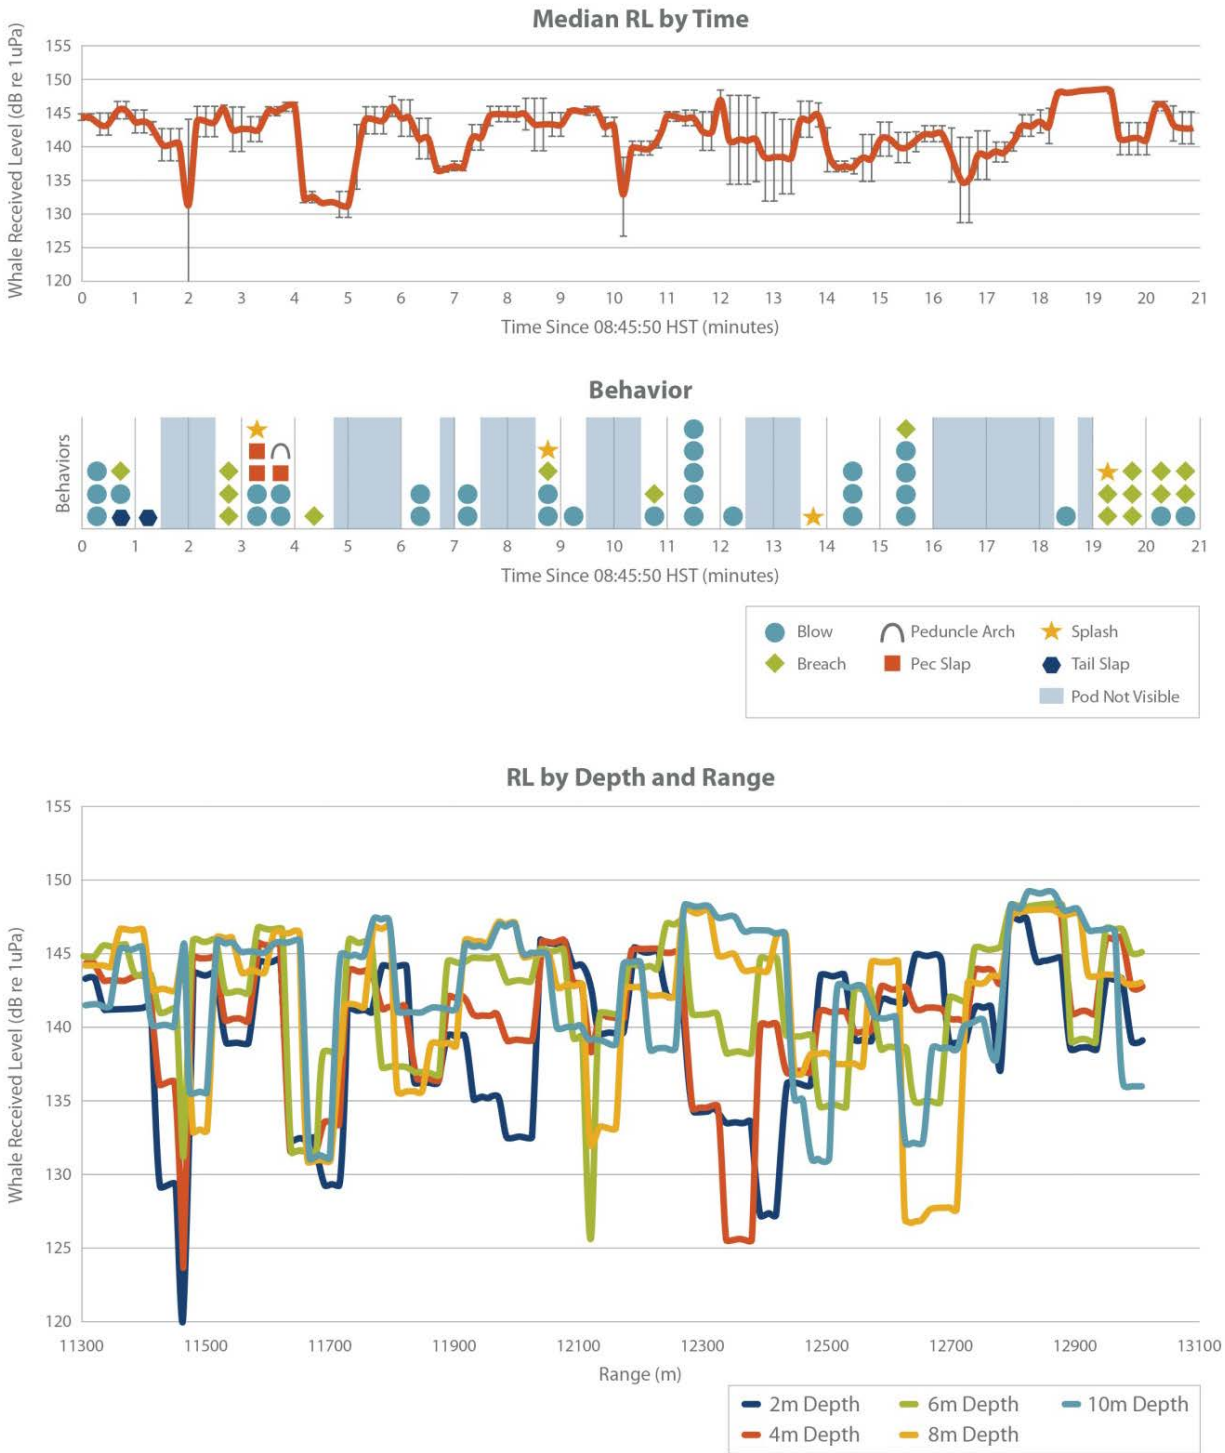 Median RL by Time
Whale Received Level (dB re 1uPa)
155
150
145
140
135
130
125
120
0 1 2 3 4 5 6 7 8 9 10 11 12 13 14 15 16 17 18 19 20 21
Time Since 08:45:50 HST (minutes)
Behavior
Behaviors
0 1 2 3 4 5 6 7 8 9 10 11 12 13 14 15 16 17 18 19 20 21
Time Since 08:45:50 HST (minutes)
Blow Peduncle Arch Splash
Breach Pec Slap Tail Slap
Pod Not Visible
RL by Depth and Range
Whale Received Level (dB re 1uPa)
155
150
145
140
135
130
125
120
11300 11500 11700 11900 12100 12300 12500 12700 12900 13100
Range (m)
2m Depth 6m Depth 10m Depth
4m Depth 8m Depth